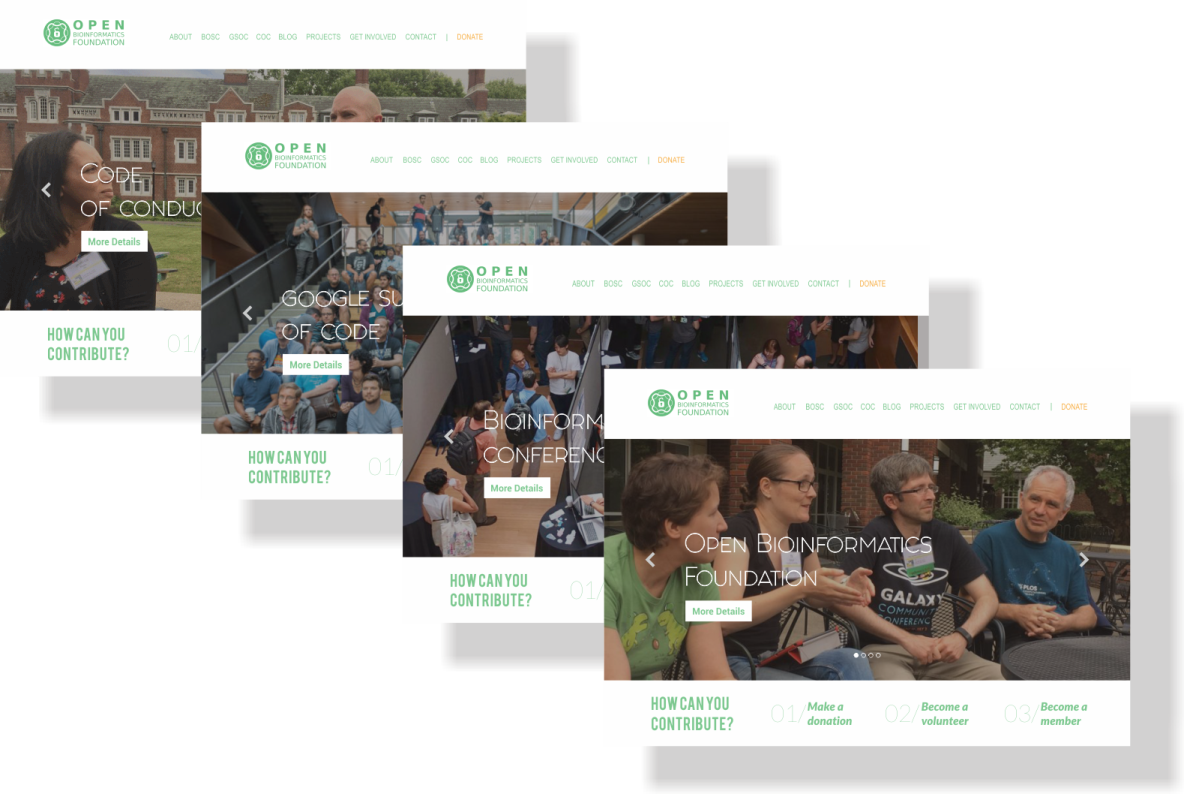 OPEN
BIOINFORMATICS
FOUNDATION
ABOUT BOSC GSOC COC BLOG PROJECTS GET INVOLVED CONTACT | DONATE
CODE
OF CONDUC
More Details
HOW CAN YOU
CONTRIBUTE?
01/
OPEN
BIOINFORMATICS
FOUNDATION
ABOUT BOSC GSOC COC BLOG PROJECTS GET INVOLVED CONTACT | DONATE
GOOGLE SU
OF CODE
More Details
HOW CAN YOU
CONTRIBUTE?
01/
OPEN
BIOINFORMATICS
FOUNDATION
ABOUT BOSC GSOC COC BLOG PROJECTS GET INVOLVED CONTACT | DONATE
BIOINFORM
CONFERENC
More Details
HOW CAN YOU
CONTRIBUTE?
01/
OPEN
BIOINFORMATICS
FOUNDATION
ABOUT BOSC GSOC COC BLOG PROJECTS GET INVOLVED CONTACT | DONATE
OPEN BIOINFORMATICS
FOUNDATION
More Details
GALAXY
COMMUNITY
CONFERENCE
HOW CAN YOU
CONTRIBUTE?
01/ Make a
donation
02/ Become a
volunteer
03/ Become a
member